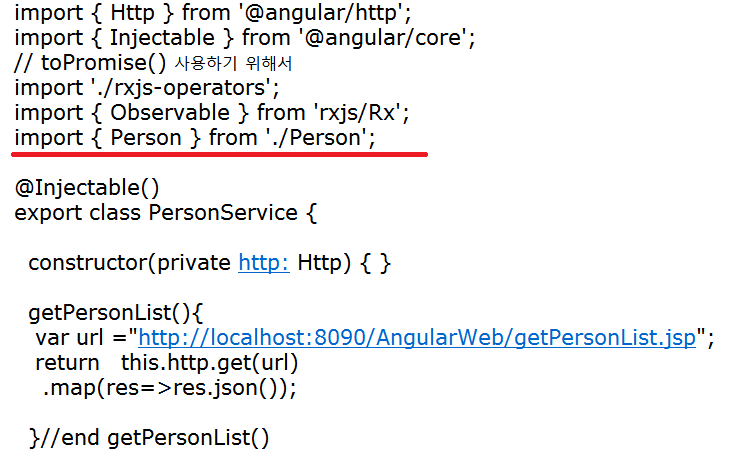 import { Http } from '@angular/http';
import { Injectable } from '@angular/core';
// toPromise() 사용하기 위해서
import './rxjs-operators';
import { Observable } from 'rxjs/Rx';
import { Person } from './Person';
@Injectable()
export class PersonService {
constructor(private http: Http) { }
getPersonList(){
var url ="http://localhost:8090/AngularWeb/getPersonList.jsp";
return this.http.get(url)
.map(res=>res.json());
}//end getPersonList()